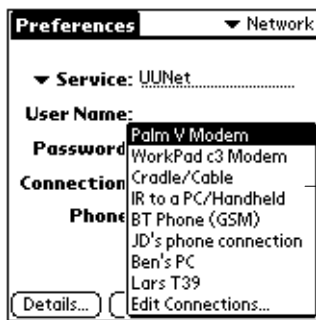 Preferences
Network
Service: UUNet
User Name:
Password
Connection
Phone
Palm V Modem
WorkPad c3 Modem
Cradle/Cable
IR to a PC/Handheld
BT Phone (GSM)
JD's phone connection
Ben's PC
Lars T39
Edit Connections...
Details...